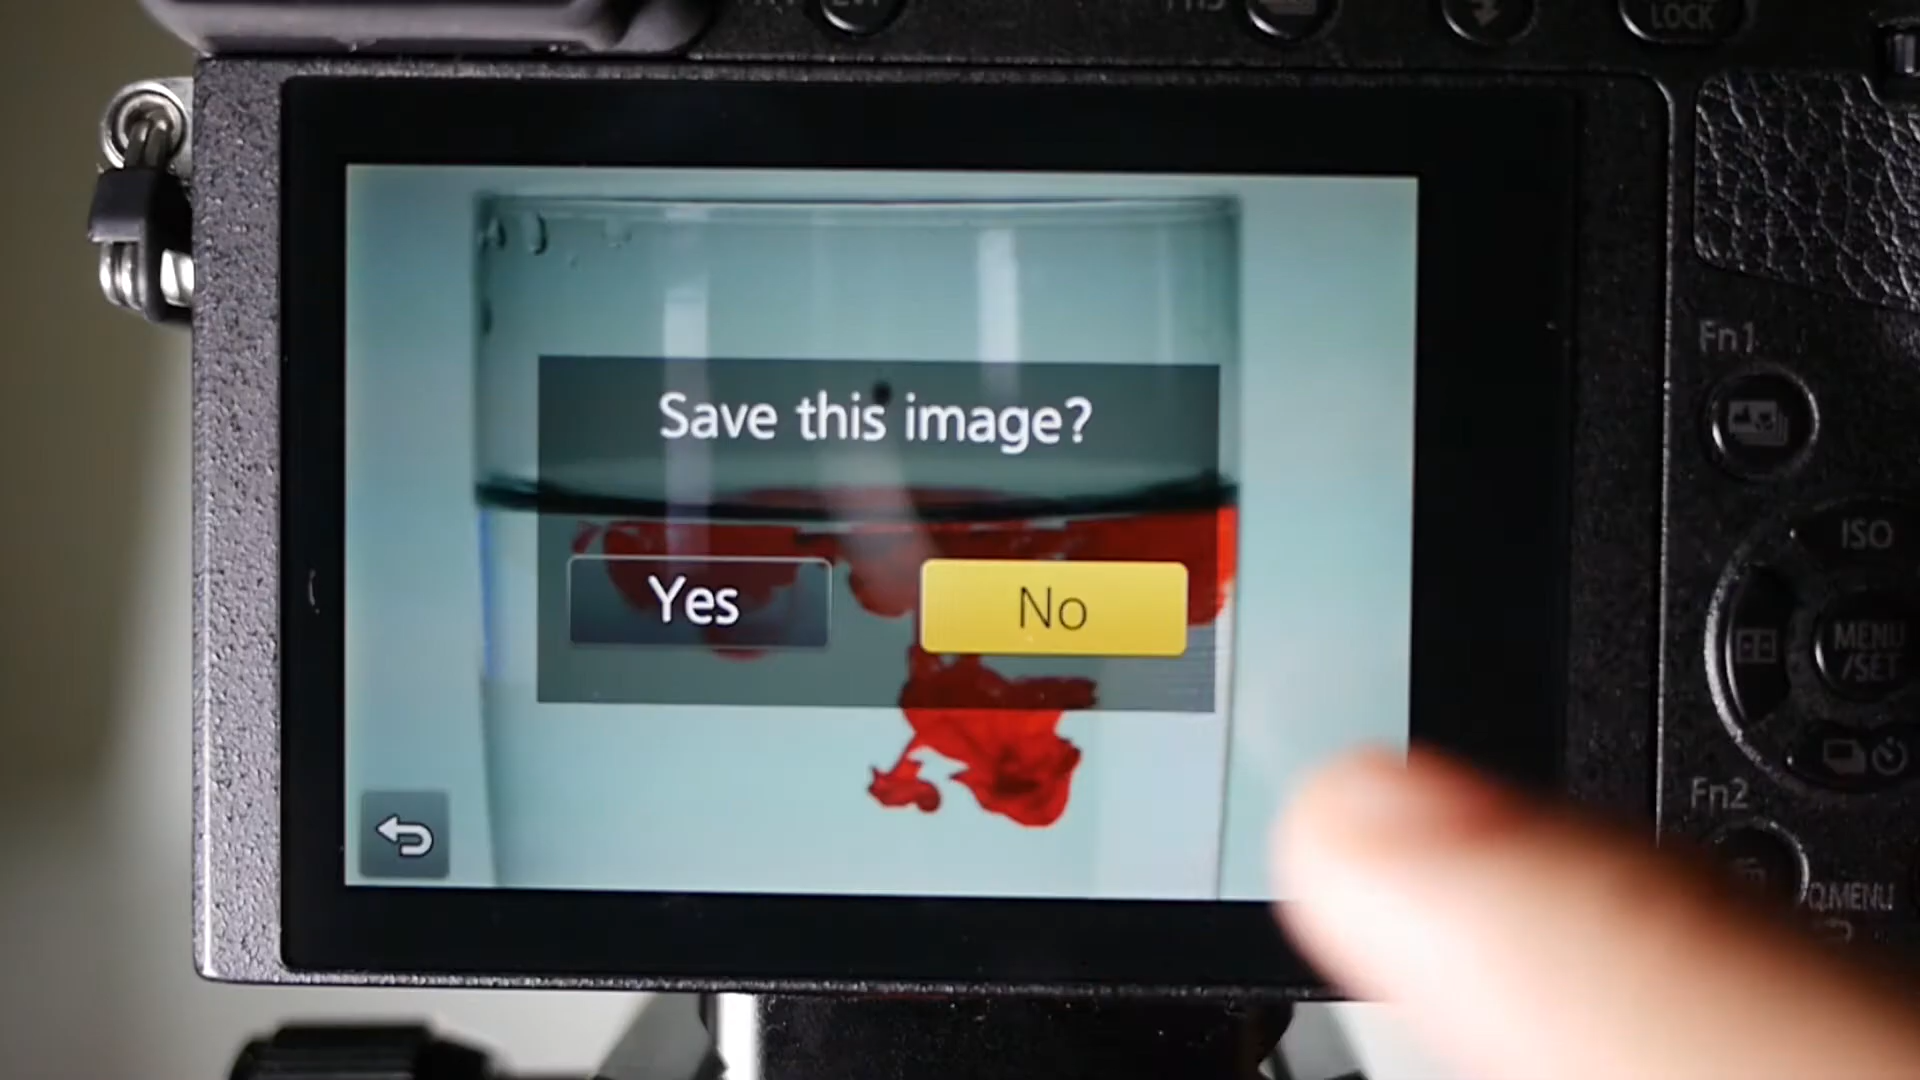 LOCK
Save this image?
Yes
No
Fn1
ISO
MENU
/SET
Fn2
Q.MENU